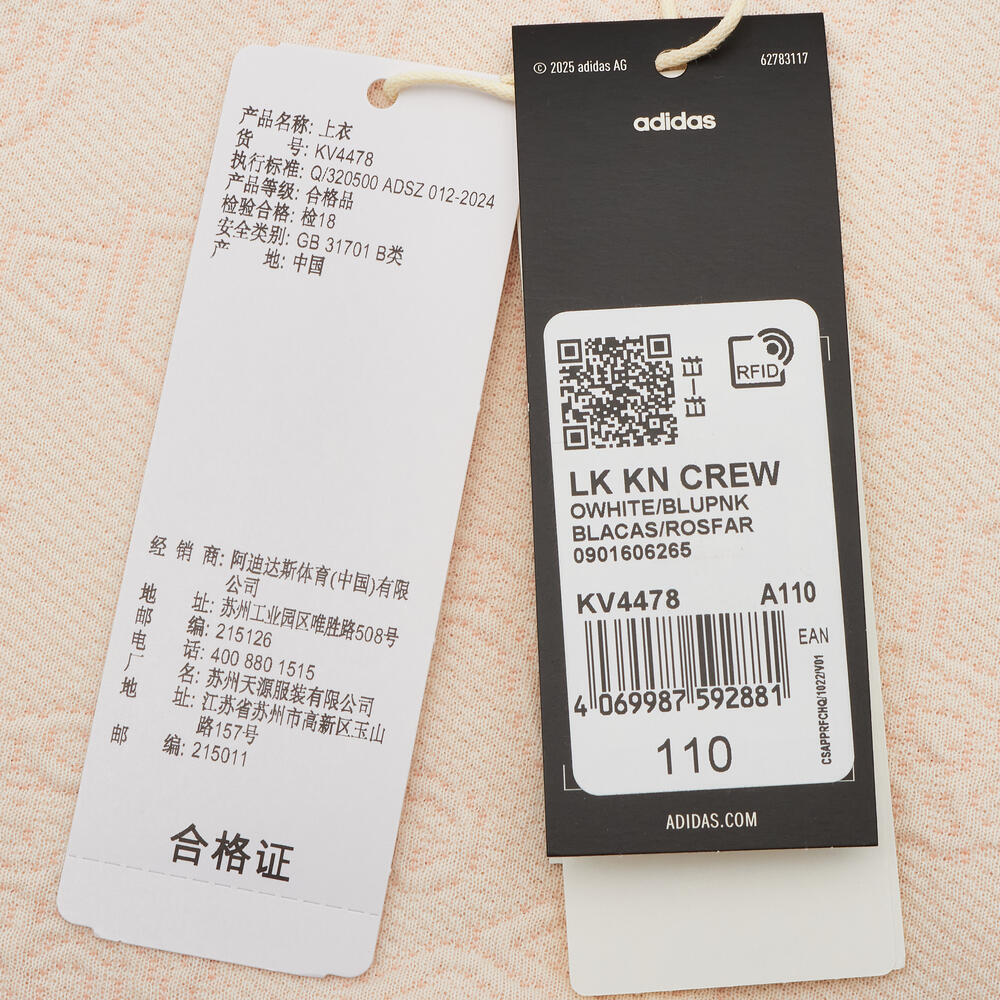 产品名称: 上衣
货 号: KV4478
执行标准: Q/320500 ADSZ 012-2024
产品等级: 合格品
检验合格: 检18
安全类别: GB 31701 B类
产 地: 中国
经 销 商: 阿迪达斯体育(中国)有限
公司
地 址: 苏州工业园区唯胜路508号
邮 编: 215126
电 话: 400 880 1515
厂 名: 苏州天源服装有限公司
地 址: 江苏省苏州市高新区玉山
路157号
邮 编: 215011
合格证
© 2025 adidas AG
62783117
adidas
扫一扫
RFID
LK KN CREW
OWHITE/BLUPNK
BLACAS/ROSFAR
0901606265
KV4478 A110
EAN
4 069987 592881
CSAPPRFCHQ/1022/V01
110
ADIDAS.COM